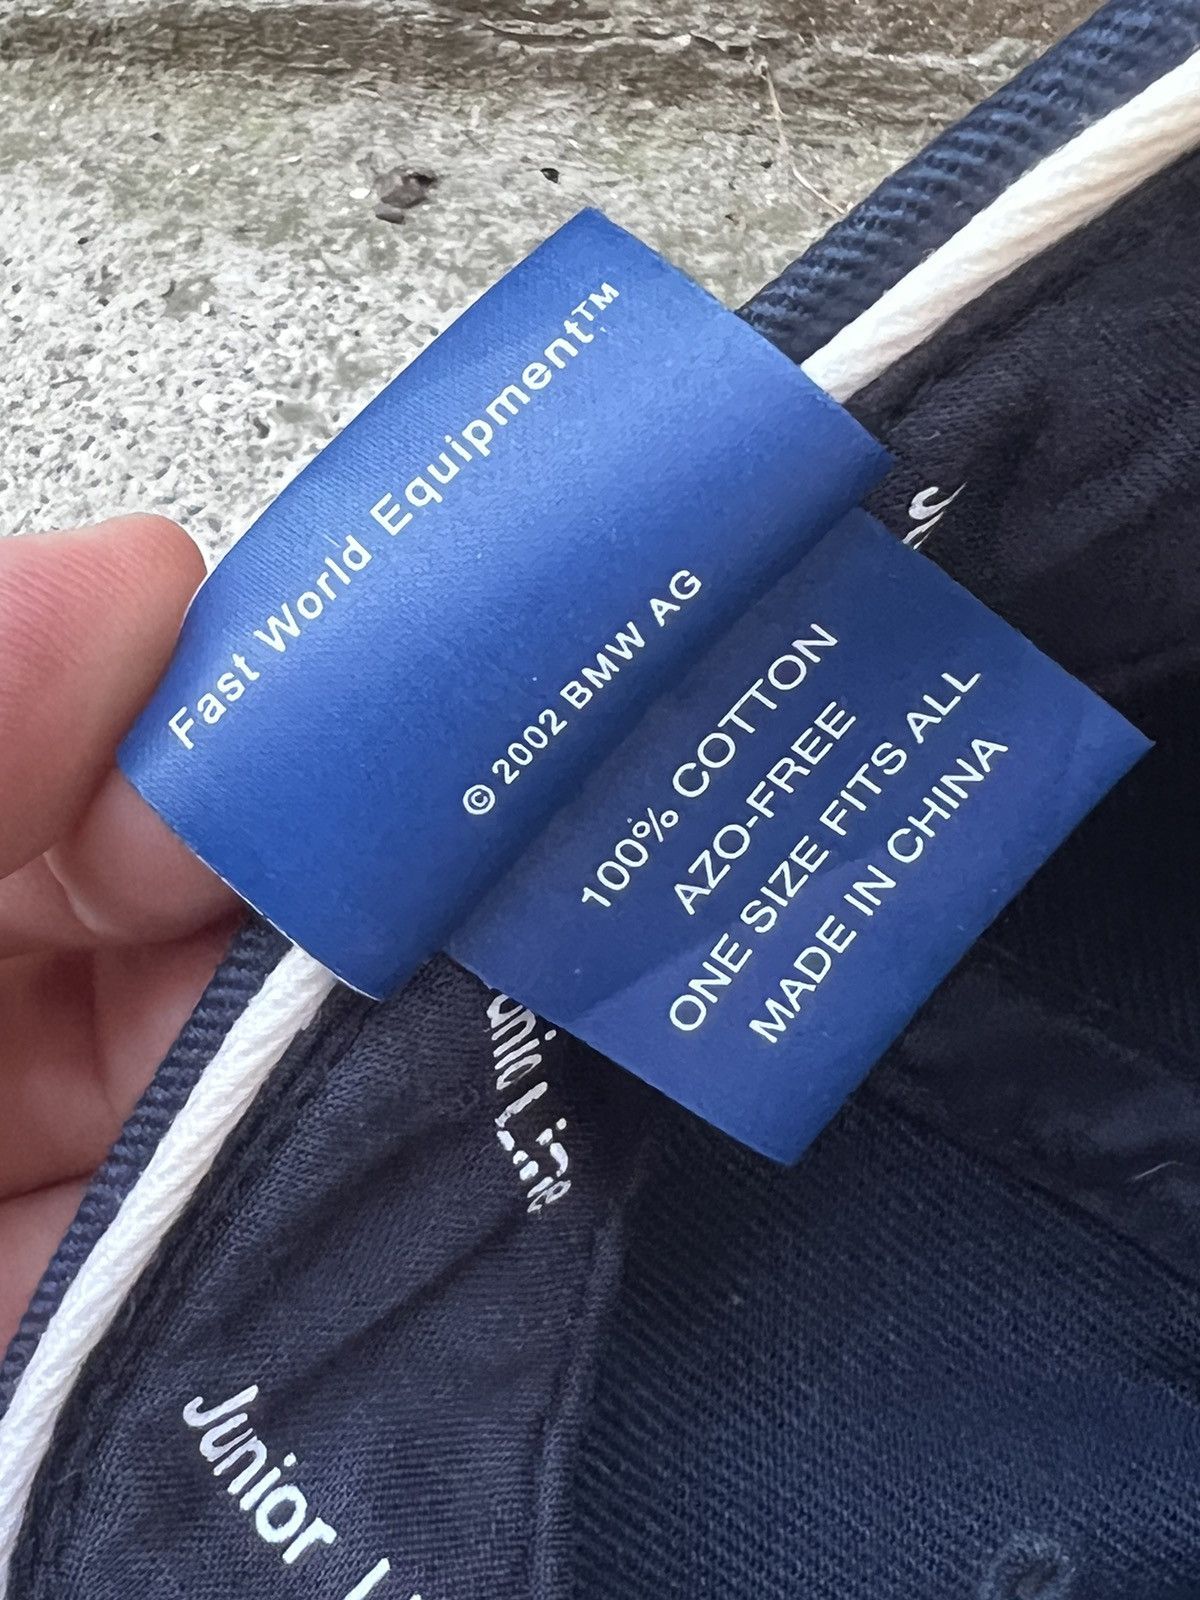 Fast World Equipment™
© 2002 BMW AG
100% COTTON
AZO-FREE
ONE SIZE FITS ALL
MADE IN CHINA
Junior